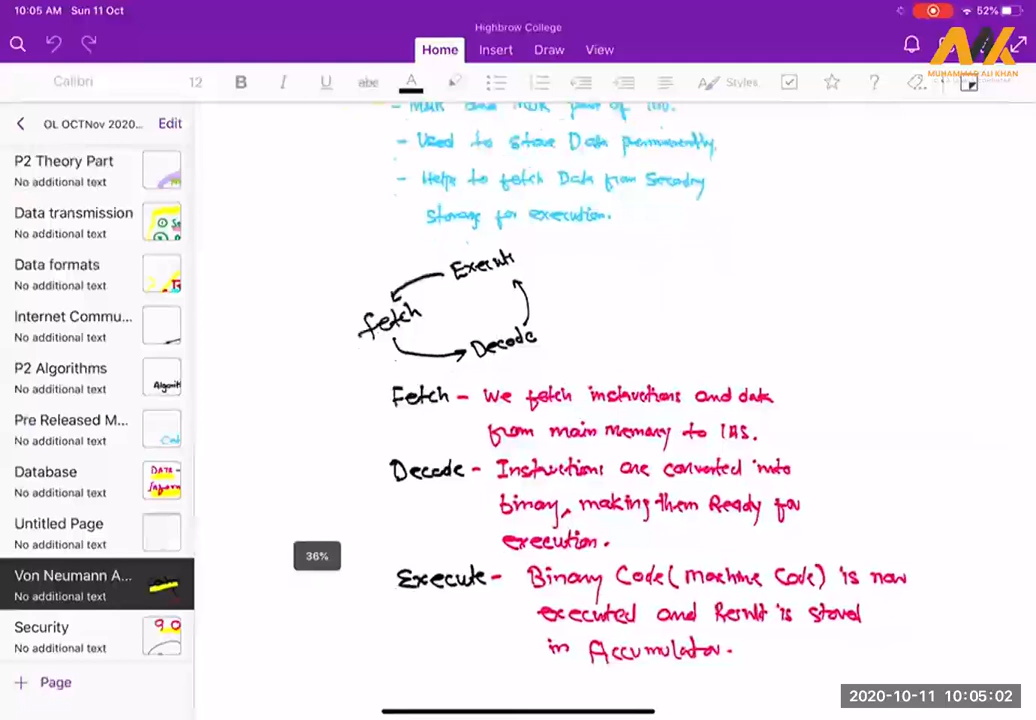 10:05 AM Sun 11 Oct
52%
Highbrow College
Home Insert Draw View
MUHAMMAD ALI KHAN
Calibri 12 B I U abc A Styles ?
OL OCTNov 2020... Edit
P2 Theory Part
No additional text
Data transmission
No additional text
Data formats
No additional text
Internet Commu...
No additional text
P2 Algorithms
No additional text
Pre Released M...
No additional text
Database
No additional text
Untitled Page
No additional text
Von Neumann A...
No additional text
Security
No additional text
+ Page
- Used to store Data permanently.
- Helps to fetch Data from Secondry
storage for execution.
Execute
fetch
Decode
Fetch - We fetch instructions and data
from main Memory to IAS.
Decode - Instructions are converted into
binary, making them Ready for
execution.
36%
Execute - Binary Code (Machine Code) is now
executed and Result is stored
in Accumulator.
2020-10-11 10:05:02